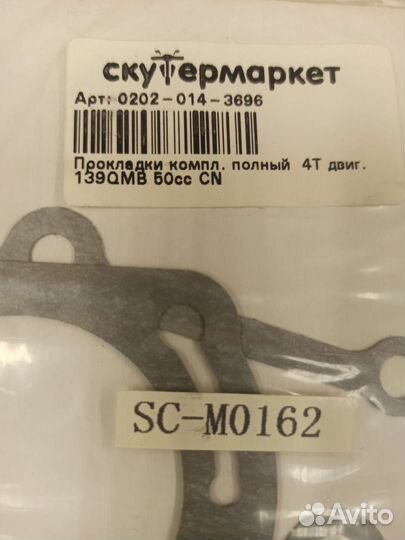 скутермаркет
Арт: 0202-014-3696
Прокладки компл. полный 4Т двиг.
139QMB 50cc CN
SC-M0162
Avito